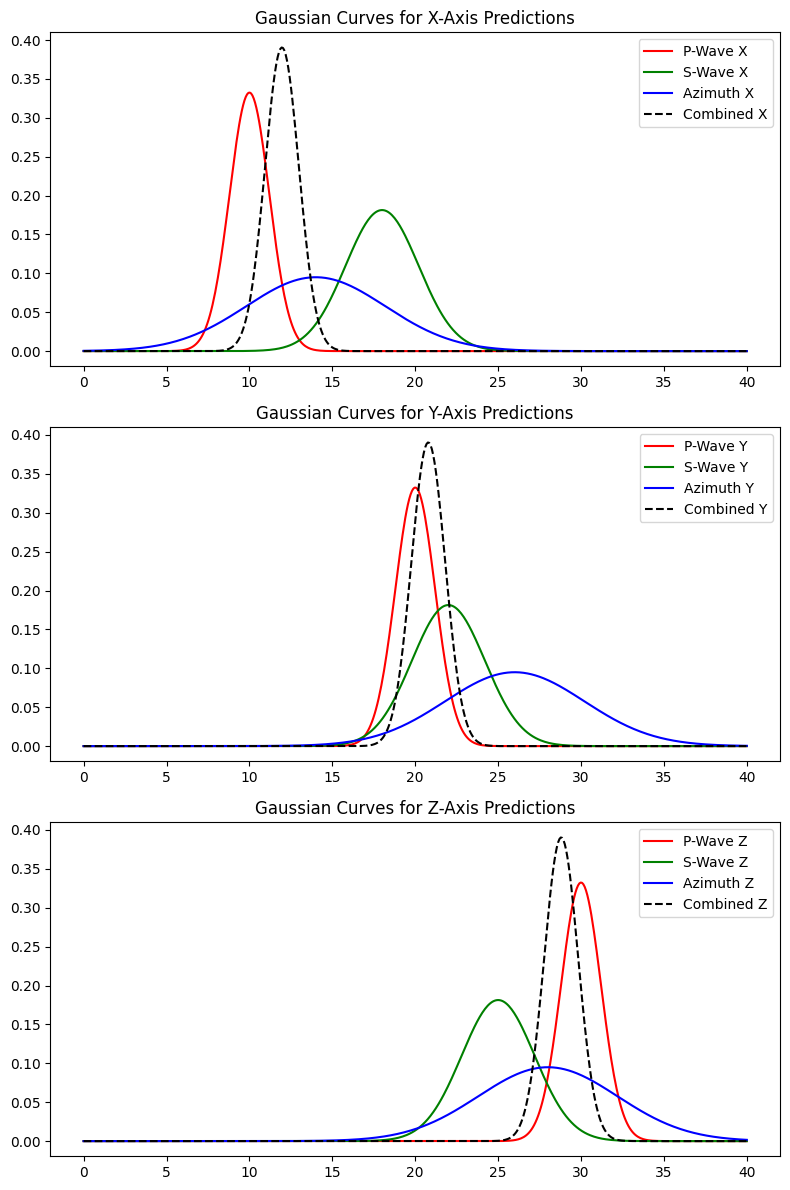 Gaussian Curves for X-Axis Predictions
0.40
0.35
0.30
0.25
0.20
0.15
0.10
0.05
0.00
P-Wave X
S-Wave X
Azimuth X
Combined X
0 5 10 15 20 25 30 35 40
Gaussian Curves for Y-Axis Predictions
0.40
0.35
0.30
0.25
0.20
0.15
0.10
0.05
0.00
P-Wave Y
S-Wave Y
Azimuth Y
Combined Y
0 5 10 15 20 25 30 35 40
Gaussian Curves for Z-Axis Predictions
0.40
0.35
0.30
0.25
0.20
0.15
0.10
0.05
0.00
P-Wave Z
S-Wave Z
Azimuth Z
Combined Z
0 5 10 15 20 25 30 35 40